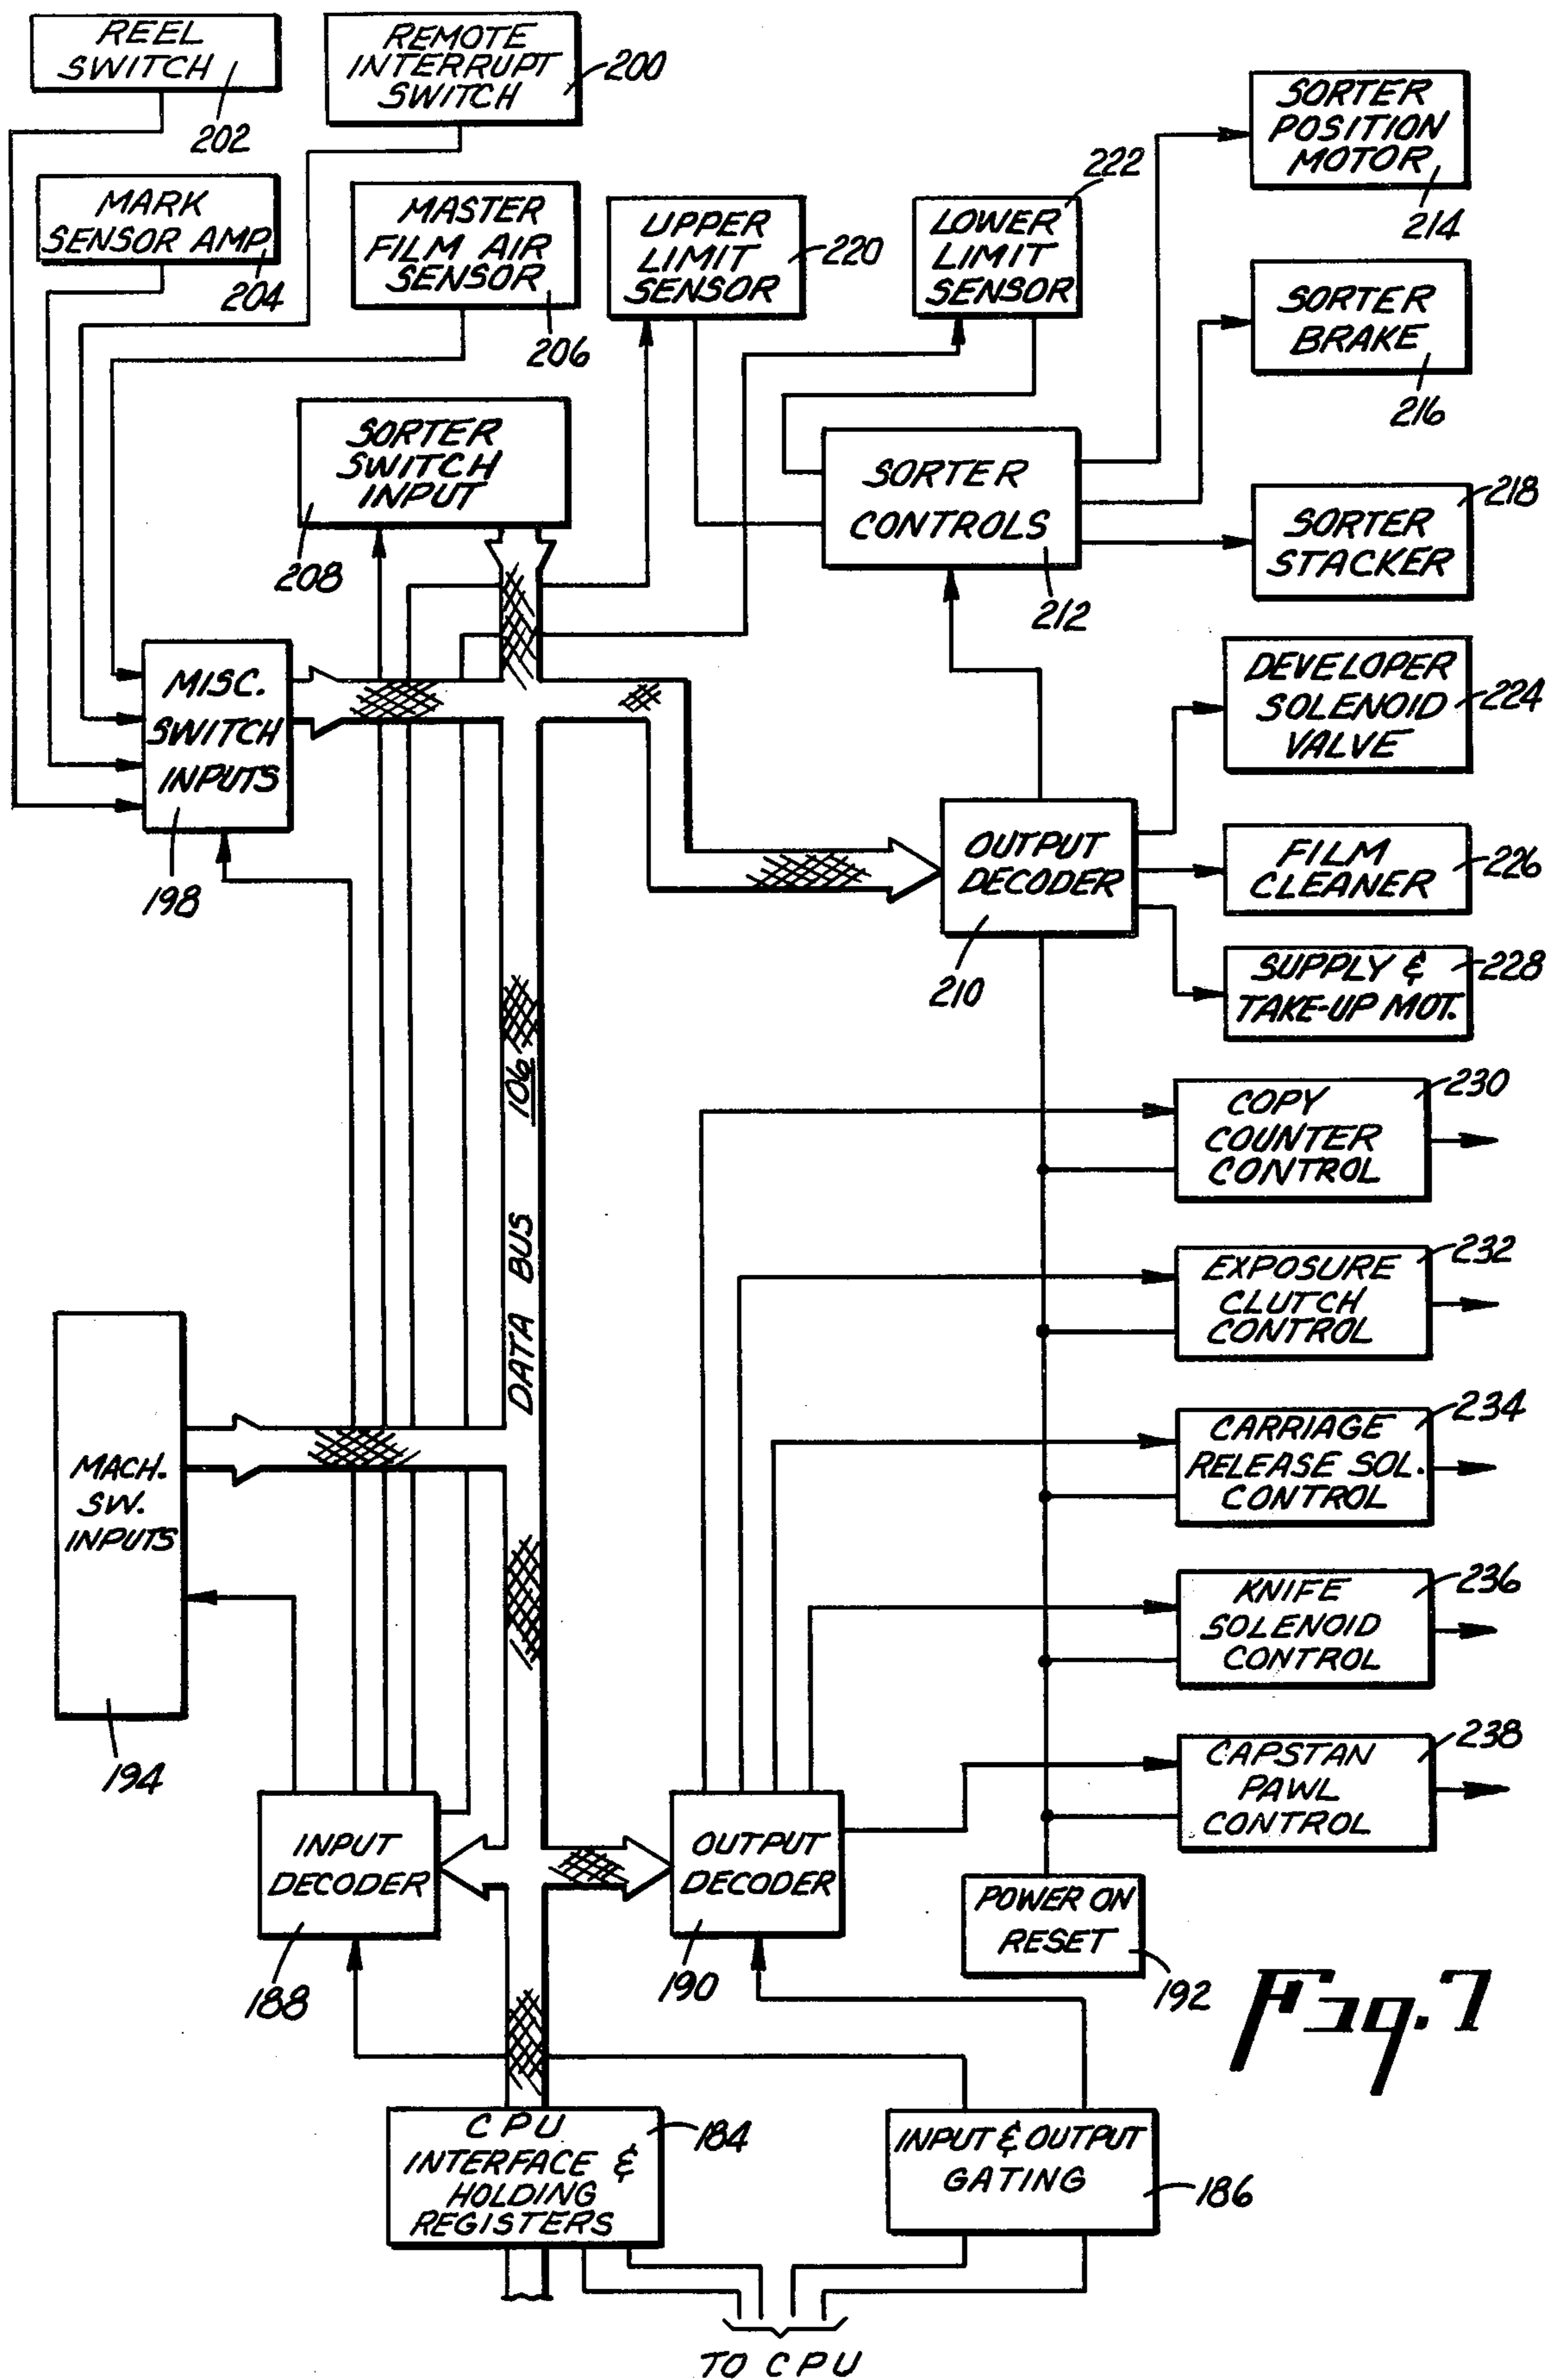 REEL
SWITCH
202
REMOTE
INTERRUPT
SWITCH
200
MARK
SENSOR AMP.
204
MASTER
FILM AIR
SENSOR
206
UPPER
LIMIT
SENSOR
220
LOWER
LIMIT
SENSOR
222
SORTER
POSITION
MOTOR
214
SORTER
BRAKE
216
SORTER
SWITCH
INPUT
208
SORTER
CONTROLS
212
SORTER
STACKER
218
MISC.
SWITCH
INPUTS
198
DEVELOPER
SOLENOID
VALVE
224
OUTPUT
DECODER
210
FILM
CLEANER
226
SUPPLY &
TAKE-UP MOT.
228
DATA BUS 106
COPY
COUNTER
CONTROL
230
EXPOSURE
CLUTCH
CONTROL
232
MACH.
SW.
INPUTS
194
CARRIAGE
RELEASE SOL.
CONTROL
234
KNIFE
SOLENOID
CONTROL
236
CAPSTAN
PAWL
CONTROL
238
INPUT
DECODER
188
OUTPUT
DECODER
190
POWER ON
RESET
192
Fig. 7
CPU
INTERFACE &
HOLDING
REGISTERS
184
INPUT & OUTPUT
GATING
186
TO CPU